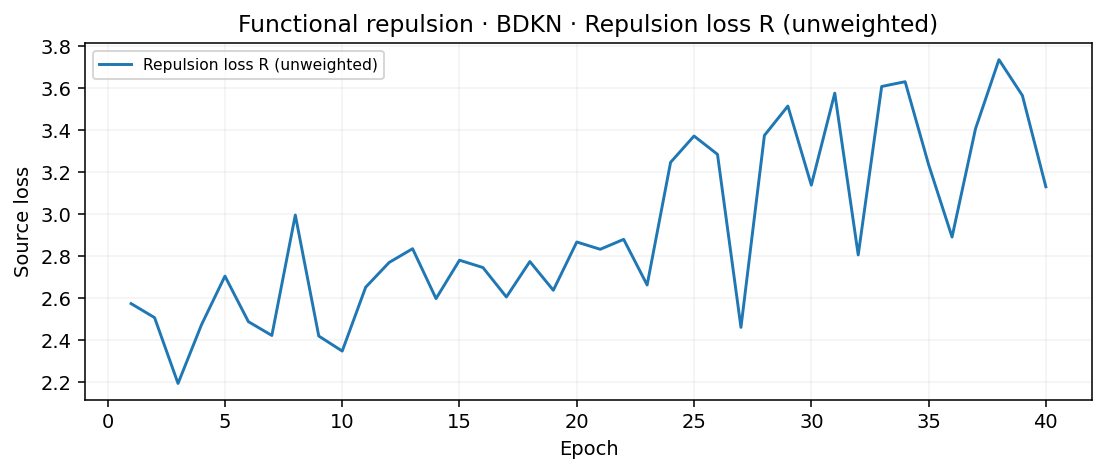 Functional repulsion · BDKN · Repulsion loss R (unweighted)
Repulsion loss R (unweighted)
Source loss
3.8
3.6
3.4
3.2
3.0
2.8
2.6
2.4
2.2
0 5 10 15 20 25 30 35 40
Epoch